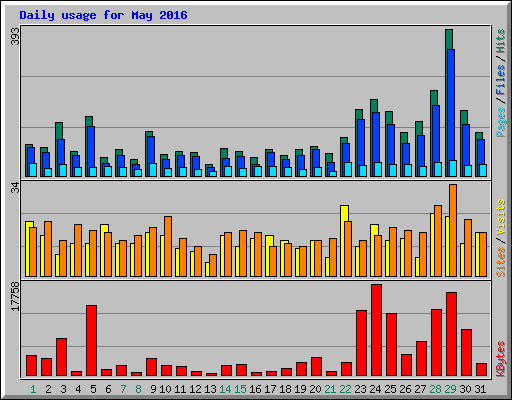 Daily usage for May 2016
393
Pages / Files / Hits
34
Sites / Visits
17758
KBytes
1 2 3 4 5 6 7 8 9 10 11 12 13 14 15 16 17 18 19 20 21 22 23 24 25 26 27 28 29 30 31